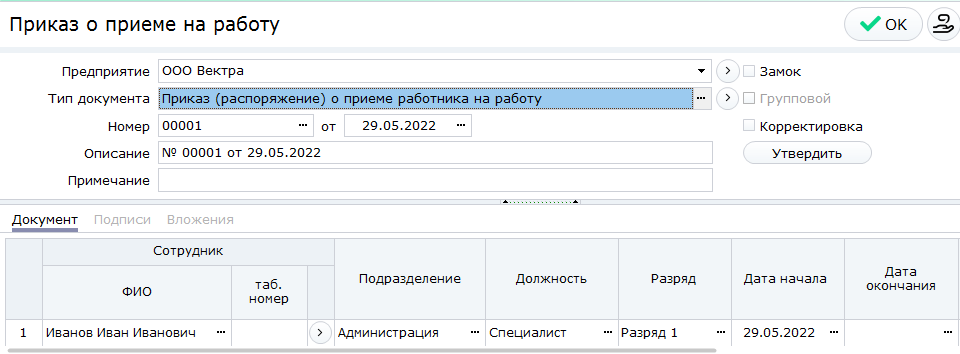 Приказ о приеме на работу
OK
Предприятие ООО Вектра Замок
Тип документа Приказ (распоряжение) о приеме работника на работу ... Групповой
Номер 00001 ... от 29.05.2022 ... Корректировка
Описание № 00001 от 29.05.2022 Утвердить
Примечание
Документ Подписи Вложения
Сотрудник
ФИО
таб.
номер
Подразделение
Должность
Разряд
Дата начала
Дата
окончания
1 Иванов Иван Иванович ... Администрация ... Специалист ... Разряд 1 ... 29.05.2022 ... ...